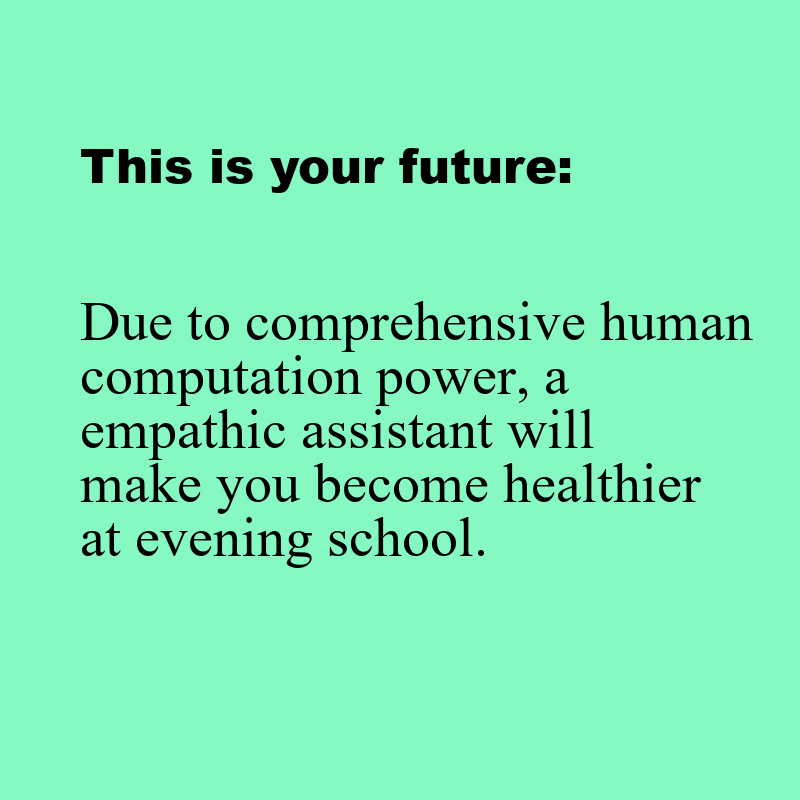 This is your future:
Due to comprehensive human
computation power, a
empathic assistant will
make you become healthier
at evening school.